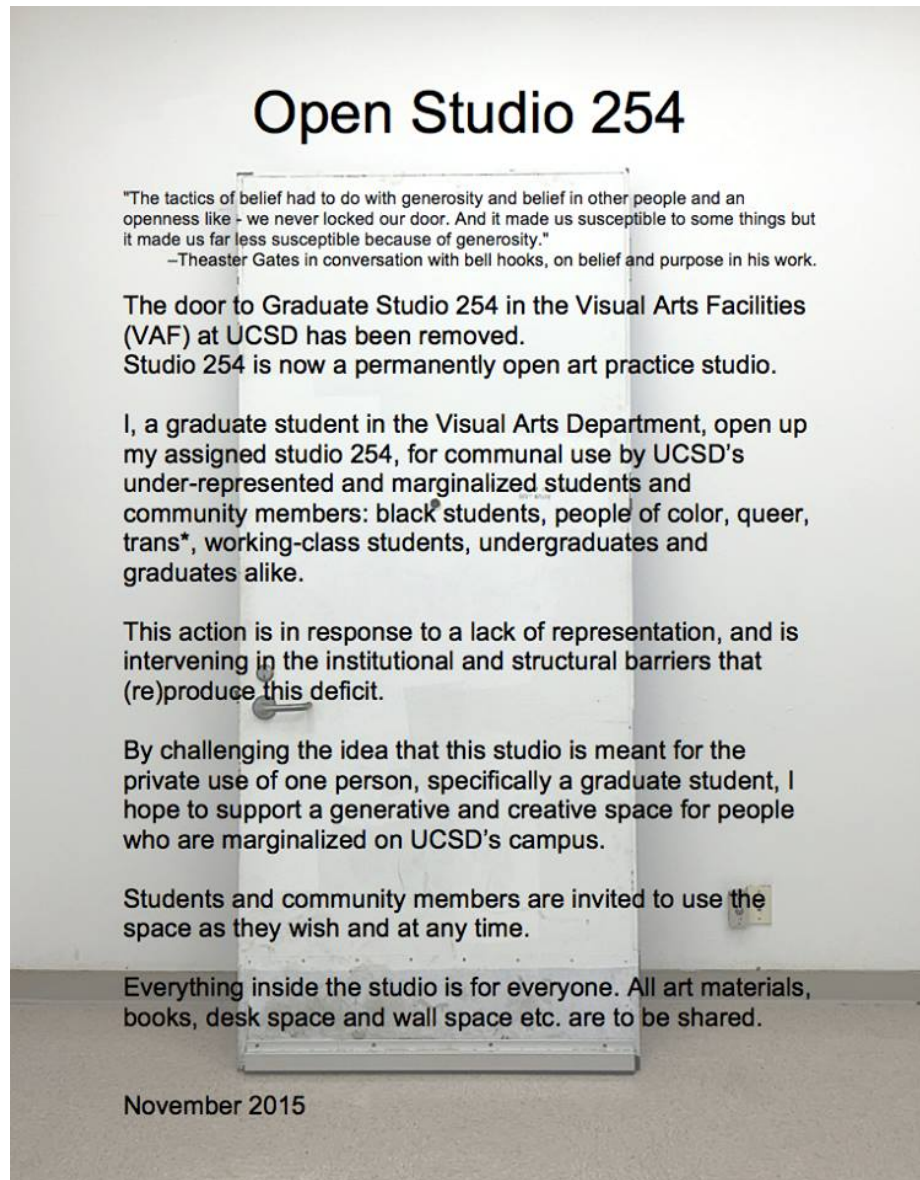 Open Studio 254
"The tactics of belief had to do with generosity and belief in other people and an
openness like - we never locked our door. And it made us susceptible to some things but
it made us far less susceptible because of generosity."
–Theaster Gates in conversation with bell hooks, on belief and purpose in his work.
The door to Graduate Studio 254 in the Visual Arts Facilities
(VAF) at UCSD has been removed.
Studio 254 is now a permanently open art practice studio.
I, a graduate student in the Visual Arts Department, open up
my assigned studio 254, for communal use by UCSD's
under-represented and marginalized students and
community members: black students, people of color, queer,
trans*, working-class students, undergraduates and
graduates alike.
This action is in response to a lack of representation, and is
intervening in the institutional and structural barriers that
(re)produce this deficit.
By challenging the idea that this studio is meant for the
private use of one person, specifically a graduate student, I
hope to support a generative and creative space for people
who are marginalized on UCSD's campus.
Students and community members are invited to use the
space as they wish and at any time.
Everything inside the studio is for everyone. All art materials,
books, desk space and wall space etc. are to be shared.
November 2015